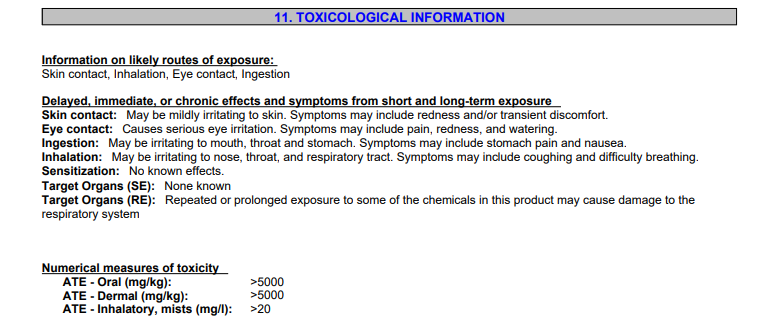 11. TOXICOLOGICAL INFORMATION
Information on likely routes of exposure:
Skin contact, Inhalation, Eye contact, Ingestion
Delayed, immediate, or chronic effects and symptoms from short and long-term exposure
Skin contact: May be mildly irritating to skin. Symptoms may include redness and/or transient discomfort.
Eye contact: Causes serious eye irritation. Symptoms may include pain, redness, and watering.
Ingestion: May be irritating to mouth, throat and stomach. Symptoms may include stomach pain and nausea.
Inhalation: May be irritating to nose, throat, and respiratory tract. Symptoms may include coughing and difficulty breathing.
Sensitization: No known effects.
Target Organs (SE): None known
Target Organs (RE): Repeated or prolonged exposure to some of the chemicals in this product may cause damage to the
respiratory system
Numerical measures of toxicity
ATE - Oral (mg/kg): >5000
ATE - Dermal (mg/kg): >5000
ATE - Inhalatory, mists (mg/l): >20